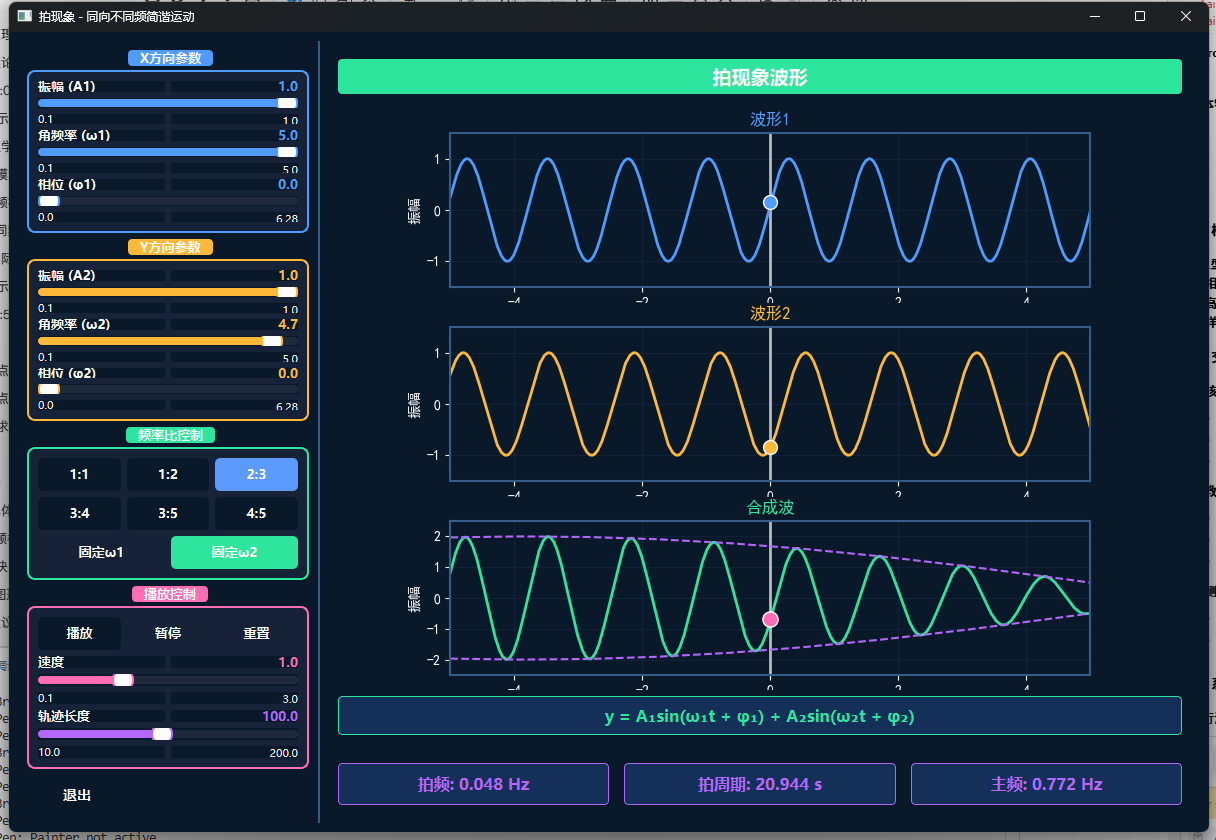 拍现象 - 同向不同频简谐运动
X方向参数
振幅 (A1) 1.0
0.1 1.0
角频率 (ω1) 5.0
0.1 5.0
相位 (φ1) 0.0
0.0 6.28
Y方向参数
振幅 (A2) 1.0
0.1 1.0
角频率 (ω2) 4.7
0.1 5.0
相位 (φ2) 0.0
0.0 6.28
频率比控制
1:1 1:2 2:3
3:4 3:5 4:5
固定ω1 固定ω2
播放控制
播放 暂停 重置
速度 1.0
0.1 3.0
轨迹长度 100.0
10.0 200.0
退出
拍现象波形
波形1
振幅
1
0
−1
−4 −2 0 2 4
波形2
振幅
1
0
−1
−4 −2 0 2 4
合成波
振幅
2
1
0
−1
−2
−4 −2 0 2 4
y = A₁sin(ω₁t + φ₁) + A₂sin(ω₂t + φ₂)
拍频: 0.048 Hz 拍周期: 20.944 s 主频: 0.772 Hz
Pen: Painter not active